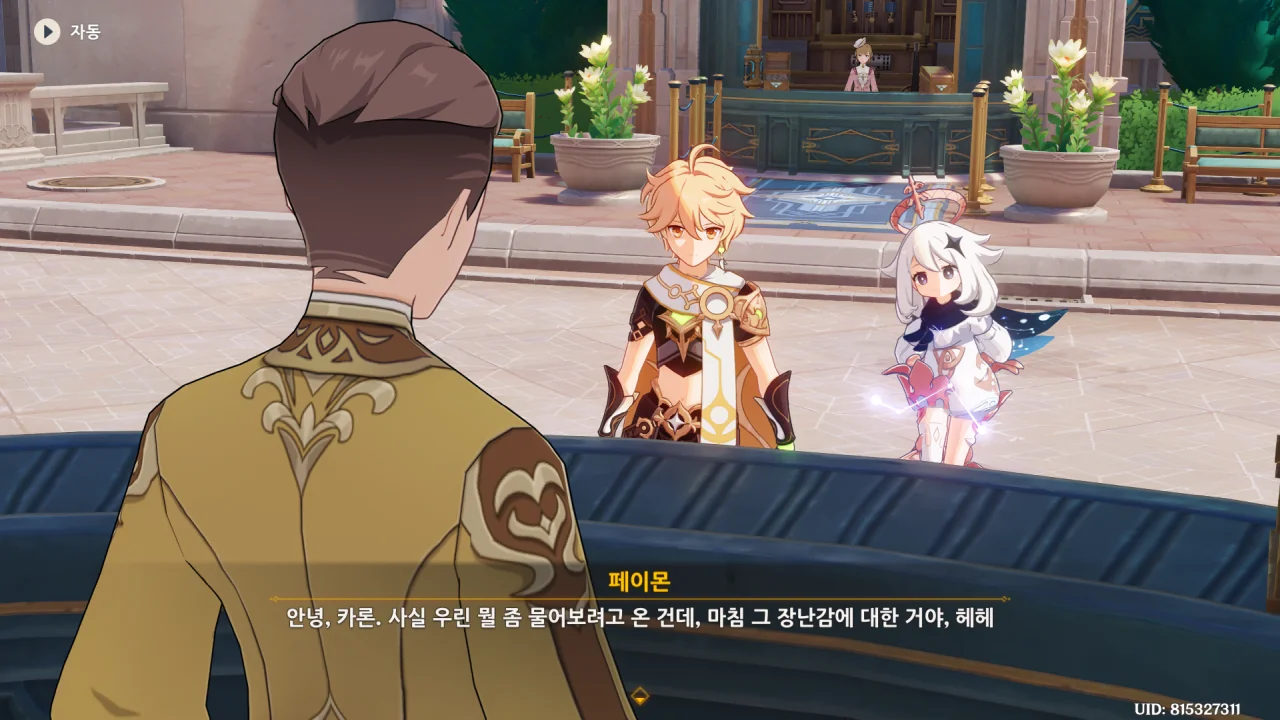 자동
페이몬
안녕, 카론. 사실 우린 뭘 좀 물어보려고 온 건데, 마침 그 장난감에 대한 거야, 헤헤
UID: 815327311